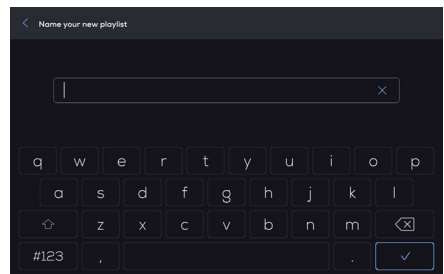 Name your new playlist
q w e r t y u i o p
a s d f g h j k l
z x c v b n m
#123 , .